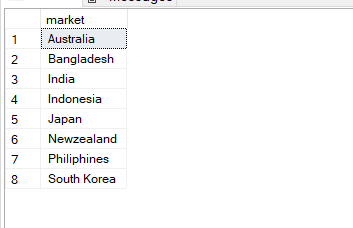 Messages
market
1 Australia
2 Bangladesh
3 India
4 Indonesia
5 Japan
6 Newzealand
7 Philiphines
8 South Korea